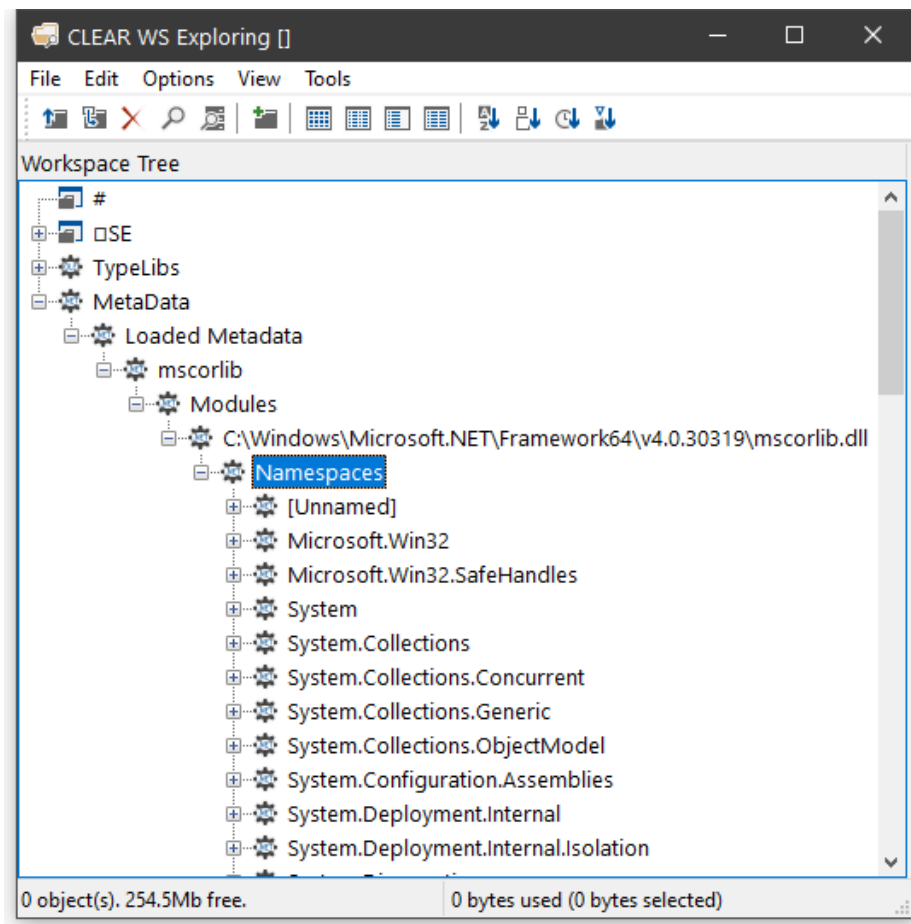 CLEAR WS Exploring []
File Edit Options View Tools
Workspace Tree
#
□SE
TypeLibs
MetaData
Loaded Metadata
mscorlib
Modules
C:\Windows\Microsoft.NET\Framework64\v4.0.30319\mscorlib.dll
Namespaces
[Unnamed]
Microsoft.Win32
Microsoft.Win32.SafeHandles
System
System.Collections
System.Collections.Concurrent
System.Collections.Generic
System.Collections.ObjectModel
System.Configuration.Assemblies
System.Deployment.Internal
System.Deployment.Internal.Isolation
0 object(s). 254.5Mb free. 0 bytes used (0 bytes selected)